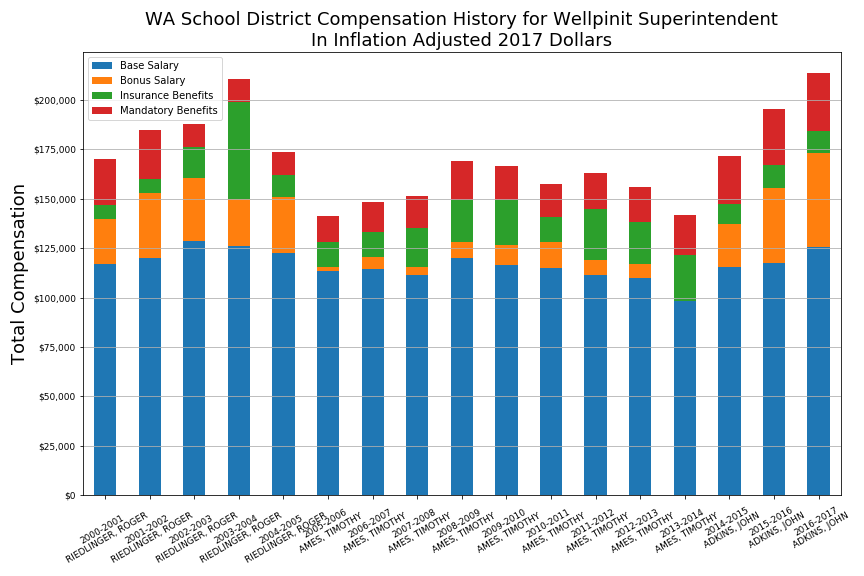 WA School District Compensation History for Wellpinit Superintendent
In Inflation Adjusted 2017 Dollars
Base Salary
Bonus Salary
Insurance Benefits
Mandatory Benefits
Total Compensation
$200,000
$175,000
$150,000
$125,000
$100,000
$75,000
$50,000
$25,000
$0
2000-2001
RIEDLINGER, ROGER
2001-2002
RIEDLINGER, ROGER
2002-2003
RIEDLINGER, ROGER
2003-2004
RIEDLINGER, ROGER
2004-2005
RIEDLINGER, ROGER
2005-2006
AMES, TIMOTHY
2006-2007
AMES, TIMOTHY
2007-2008
AMES, TIMOTHY
2008-2009
AMES, TIMOTHY
2009-2010
AMES, TIMOTHY
2010-2011
AMES, TIMOTHY
2011-2012
AMES, TIMOTHY
2012-2013
AMES, TIMOTHY
2013-2014
AMES, TIMOTHY
2014-2015
ADKINS, JOHN
2015-2016
ADKINS, JOHN
2016-2017
ADKINS, JOHN